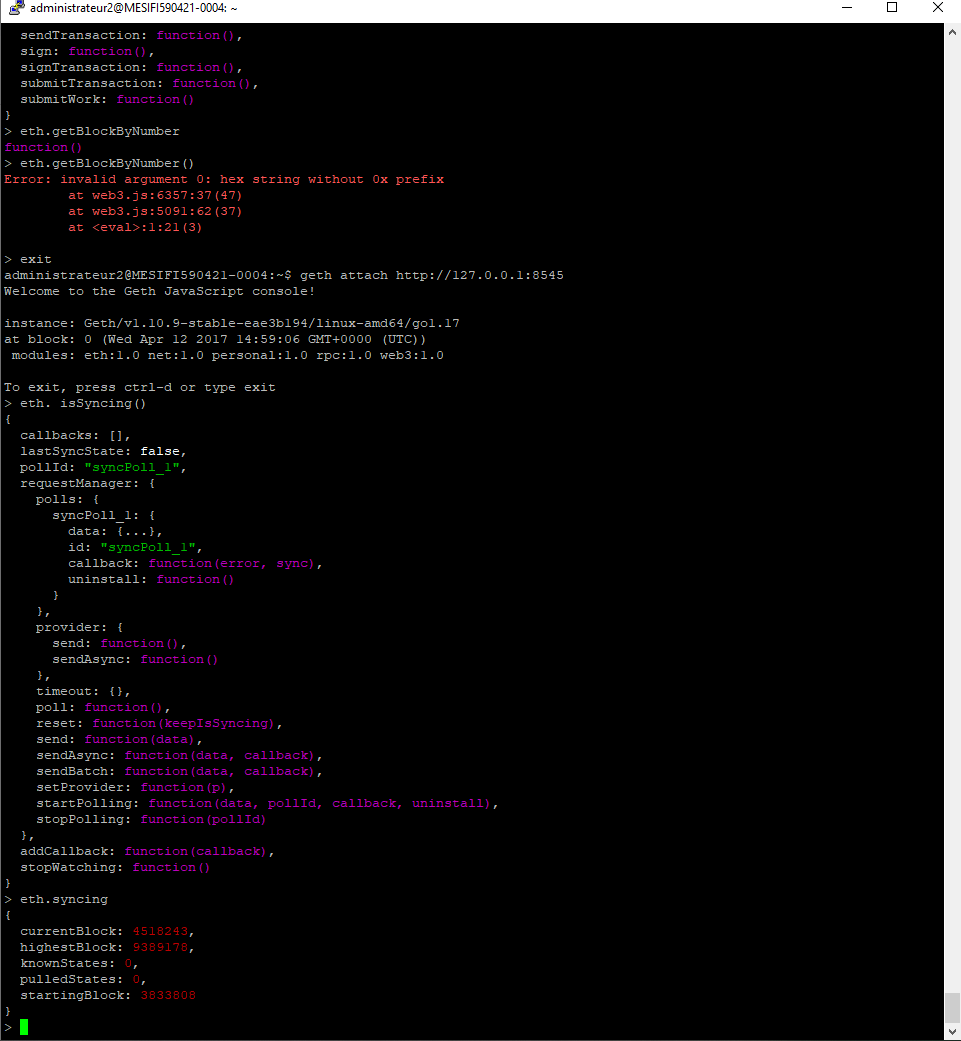 administrateur2@MESIFI590421-0004: ~
  sendTransaction: function(),
  sign: function(),
  signTransaction: function(),
  submitTransaction: function(),
  submitWork: function()
}
> eth.getBlockByNumber
function()
> eth.getBlockByNumber()
Error: invalid argument 0: hex string without 0x prefix
        at web3.js:6357:37(47)
        at web3.js:5091:62(37)
        at <eval>:1:21(3)

> exit
administrateur2@MESIFI590421-0004:~$ geth attach http://127.0.0.1:8545
Welcome to the Geth JavaScript console!

instance: Geth/v1.10.9-stable-eae3b194/linux-amd64/go1.17
at block: 0 (Wed Apr 12 2017 14:59:06 GMT+0000 (UTC))
 modules: eth:1.0 net:1.0 personal:1.0 rpc:1.0 web3:1.0

To exit, press ctrl-d or type exit
> eth. isSyncing()
{
  callbacks: [],
  lastSyncState: false,
  pollId: "syncPoll_1",
  requestManager: {
    polls: {
      syncPoll_1: {
        data: {...},
        id: "syncPoll_1",
        callback: function(error, sync),
        uninstall: function()
      }
    },
    provider: {
      send: function(),
      sendAsync: function()
    },
    timeout: {},
    poll: function(),
    reset: function(keepIsSyncing),
    send: function(data),
    sendAsync: function(data, callback),
    sendBatch: function(data, callback),
    setProvider: function(p),
    startPolling: function(data, pollId, callback, uninstall),
    stopPolling: function(pollId)
  },
  addCallback: function(callback),
  stopWatching: function()
}
> eth.syncing
{
  currentBlock: 4518243,
  highestBlock: 9389178,
  knownStates: 0,
  pulledStates: 0,
  startingBlock: 3833808
}
>